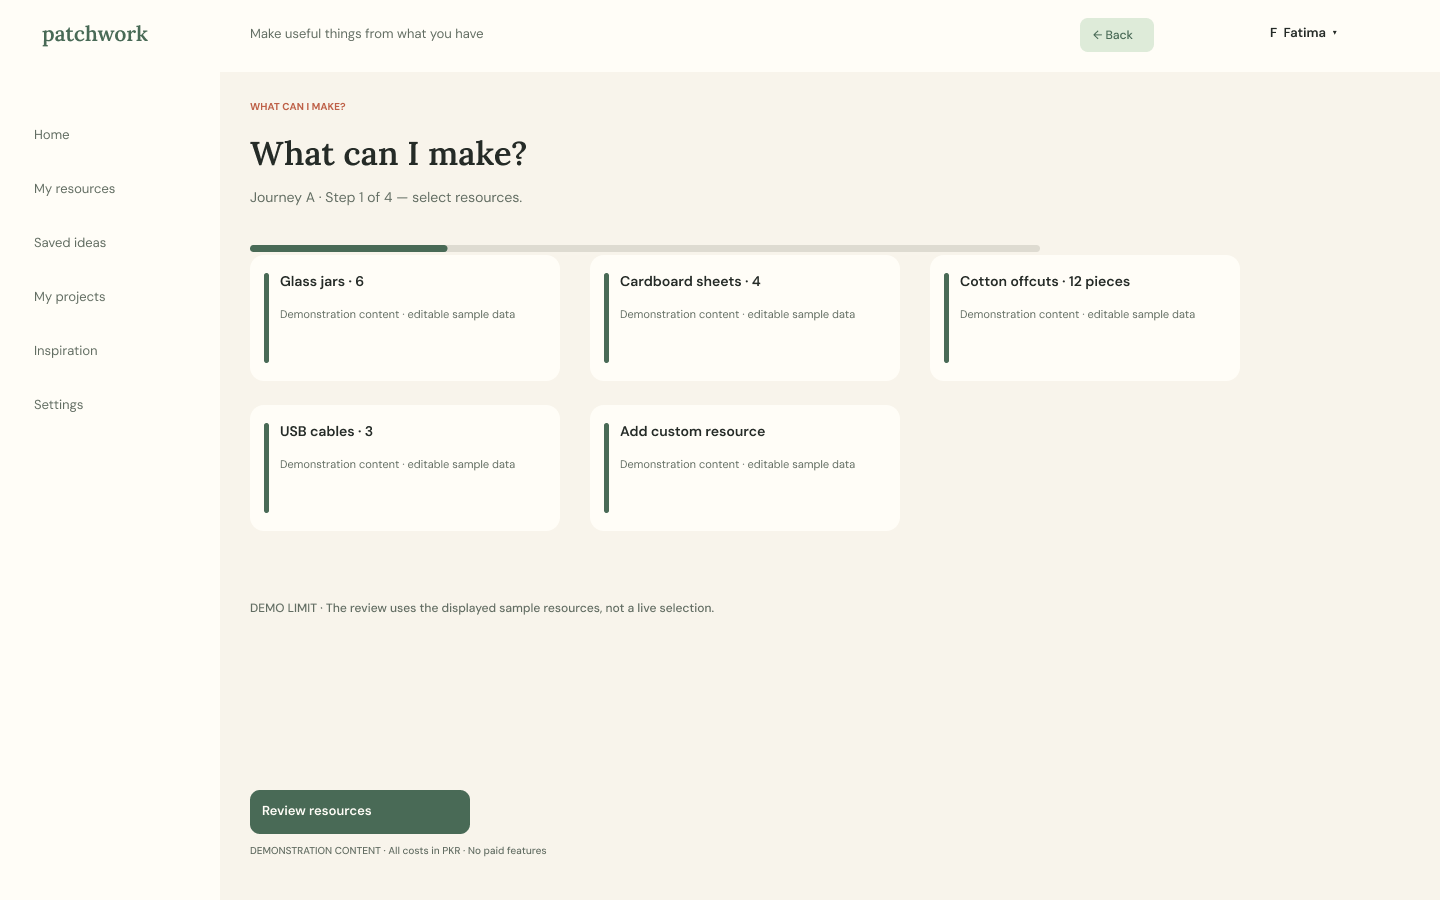 patchwork
Make useful things from what you have
← Back
F Fatima ▾
Home
My resources
Saved ideas
My projects
Inspiration
Settings
WHAT CAN I MAKE?
What can I make?
Journey A · Step 1 of 4 — select resources.
Glass jars · 6
Demonstration content · editable sample data
Cardboard sheets · 4
Demonstration content · editable sample data
Cotton offcuts · 12 pieces
Demonstration content · editable sample data
USB cables · 3
Demonstration content · editable sample data
Add custom resource
Demonstration content · editable sample data
DEMO LIMIT · The review uses the displayed sample resources, not a live selection.
Review resources
DEMONSTRATION CONTENT · All costs in PKR · No paid features